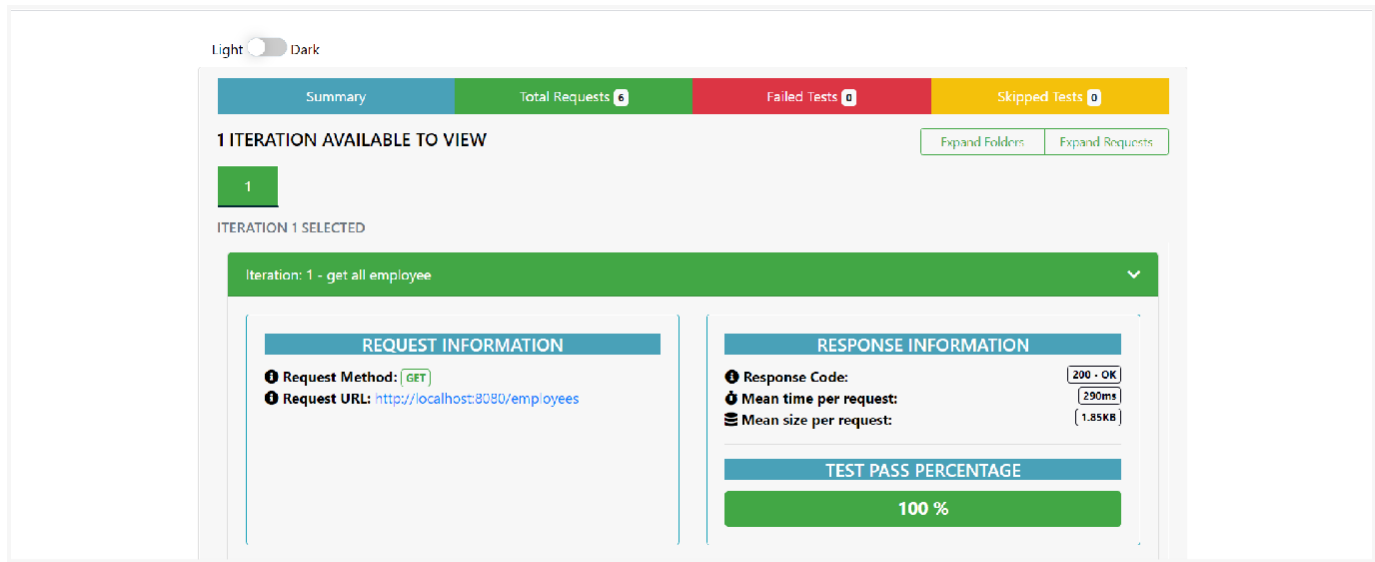 Light Dark
Summary Total Requests 6 Failed Tests 0 Skipped Tests 0
1 ITERATION AVAILABLE TO VIEW
Expand Folders Expand Requests
1
ITERATION 1 SELECTED
Iteration: 1 - get all employee
REQUEST INFORMATION
Request Method: GET
Request URL: http://localhost:8080/employees
RESPONSE INFORMATION
Response Code: 200 - OK
Mean time per request: 290ms
Mean size per request: 1.85KB
TEST PASS PERCENTAGE
100 %